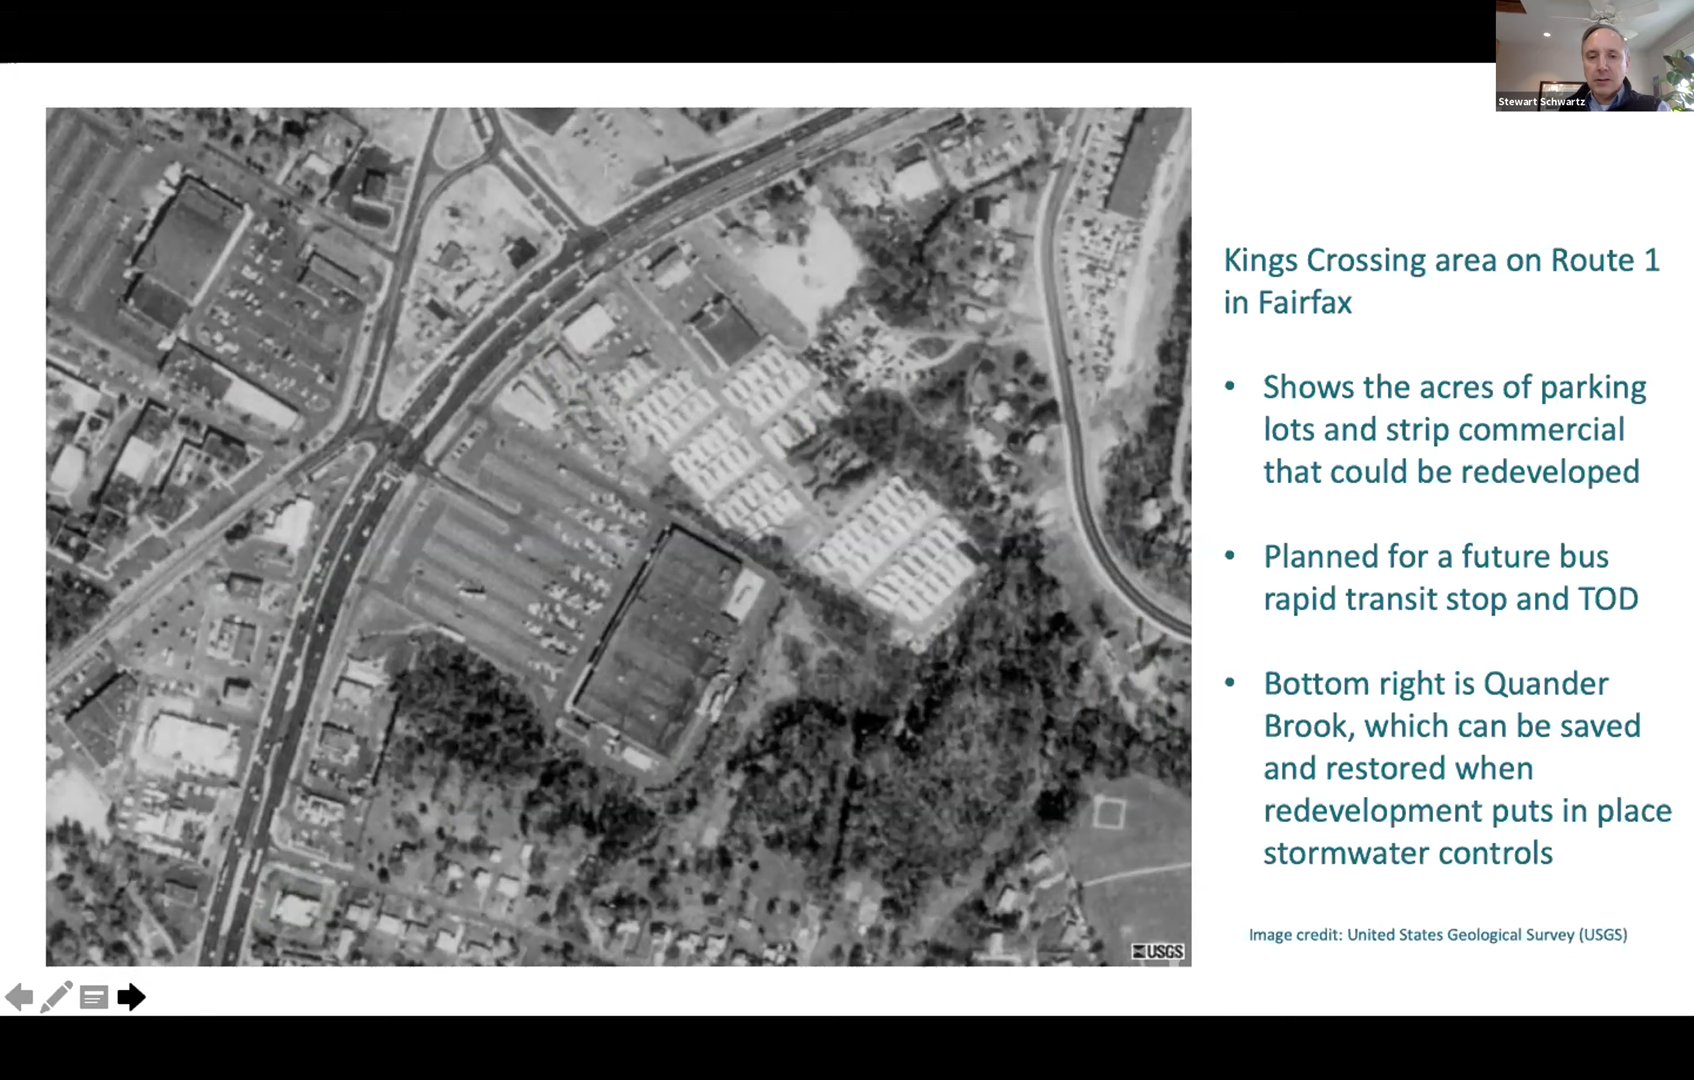 Stewart Schwartz
Kings Crossing area on Route 1
in Fairfax
• Shows the acres of parking
lots and strip commercial
that could be redeveloped
• Planned for a future bus
rapid transit stop and TOD
• Bottom right is Quander
Brook, which can be saved
and restored when
redevelopment puts in place
stormwater controls
Image credit: United States Geological Survey (USGS)
USGS